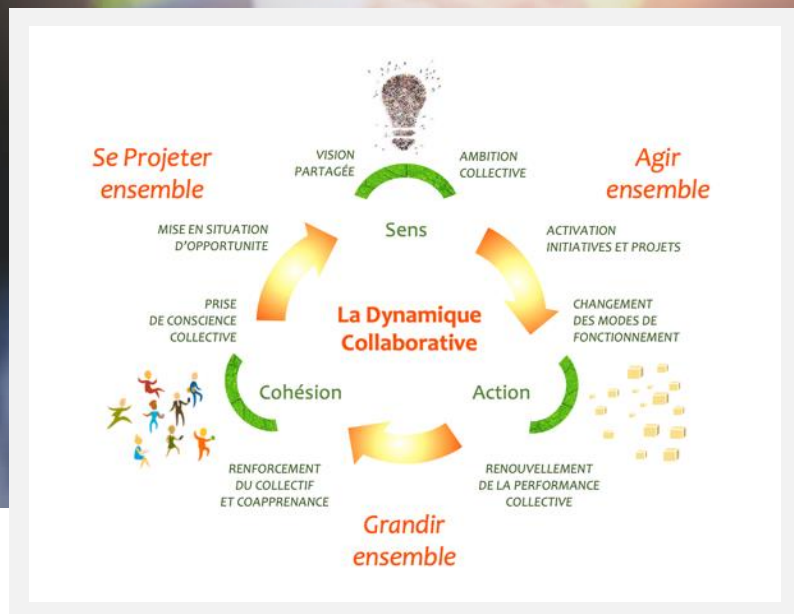 Se Projeter
ensemble
VISION
PARTAGÉE
AMBITION
COLLECTIVE
Agir
ensemble
MISE EN SITUATION
D'OPPORTUNITE
Sens
ACTIVATION
INITIATIVES ET PROJETS
PRISE
DE CONSCIENCE
COLLECTIVE
La Dynamique
Collaborative
CHANGEMENT
DES MODES DE
FONCTIONNEMENT
Cohésion
Action
RENFORCEMENT
DU COLLECTIF
ET COAPPRENANCE
RENOUVELLEMENT
DE LA PERFORMANCE
COLLECTIVE
Grandir
ensemble